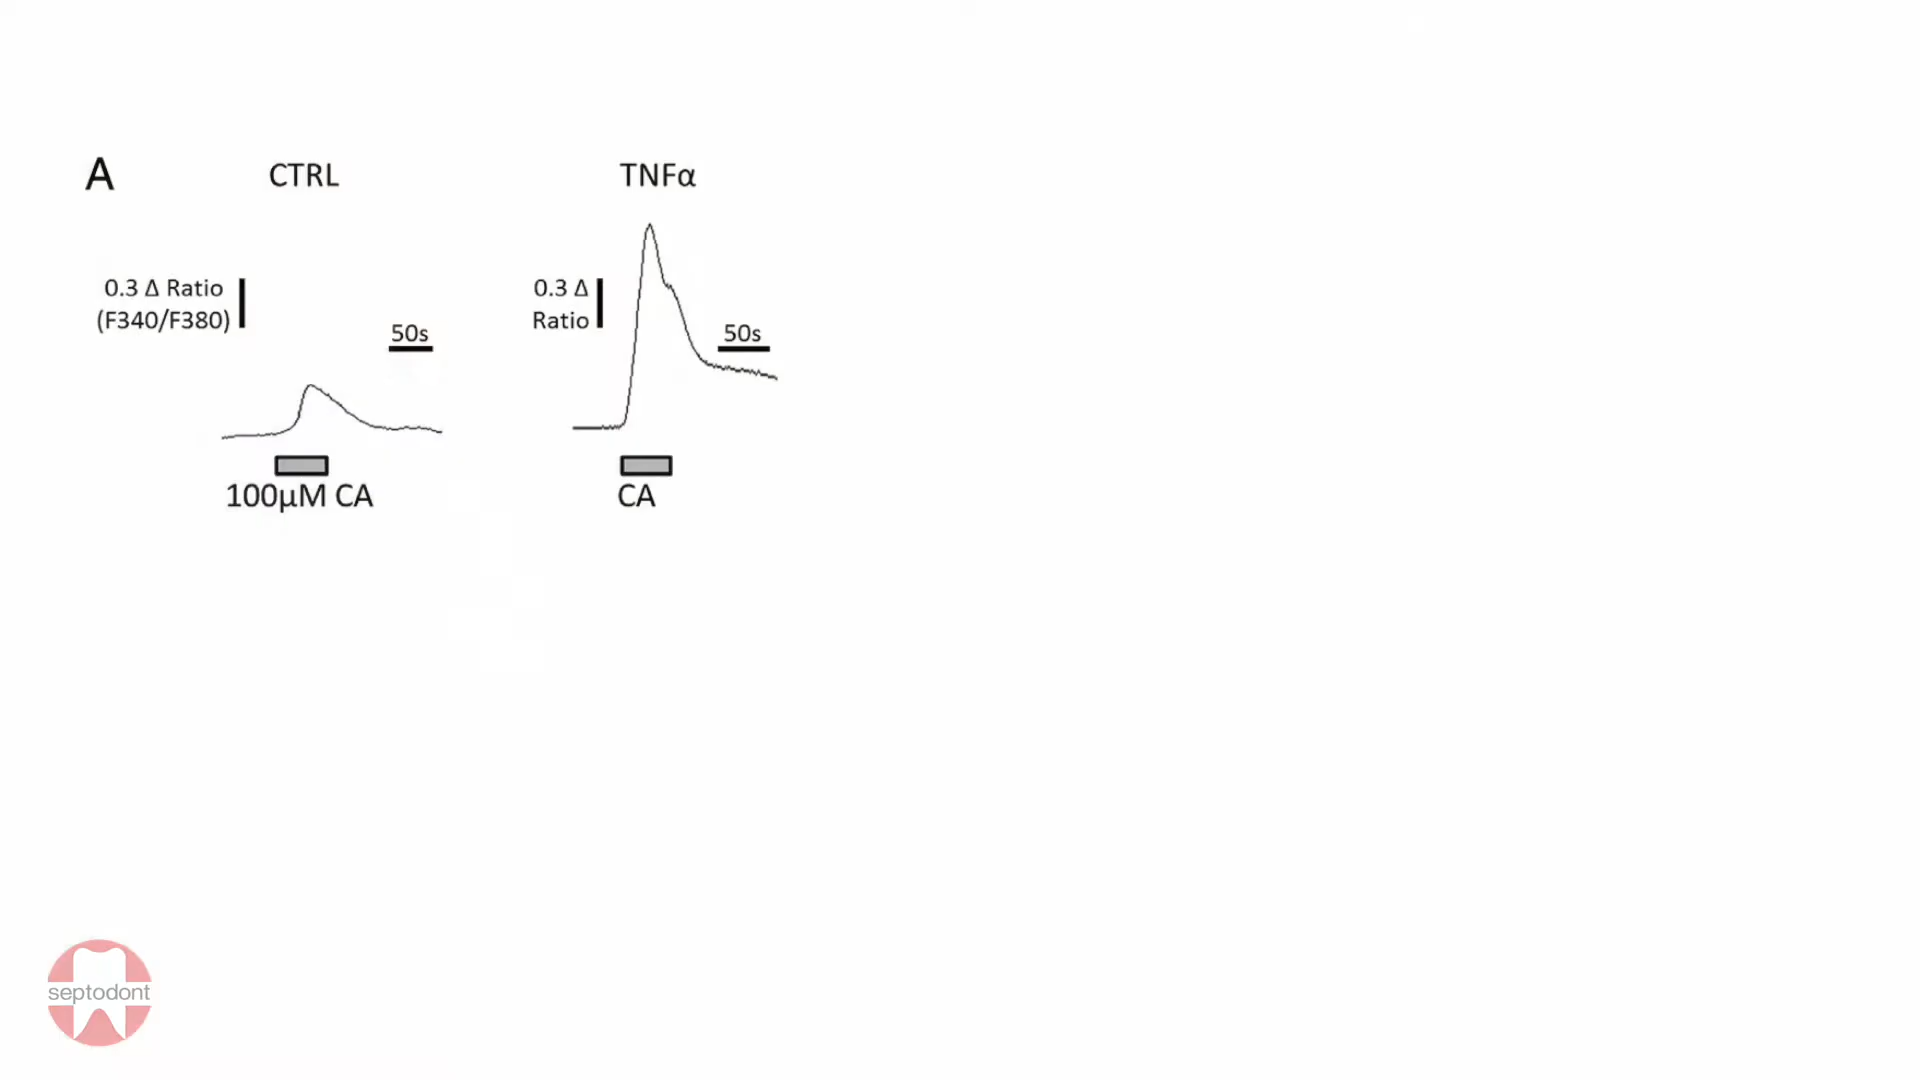 A
CTRL
TNFα
0.3 Δ Ratio
(F340/F380)
50s
0.3 Δ
Ratio
50s
100μM CA
CA
septodont